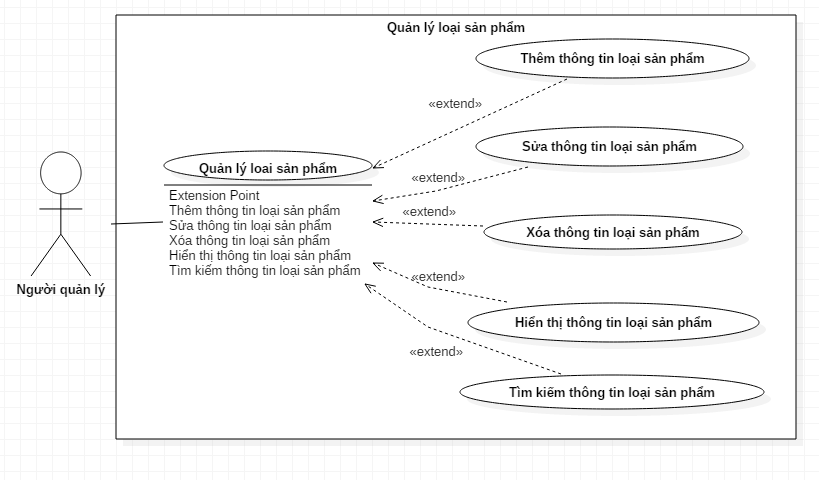 Quản lý loại sản phẩm
Thêm thông tin loại sản phẩm
«extend»
Sửa thông tin loại sản phẩm
Quản lý loai sản phẩm
«extend»
Extension Point
Thêm thông tin loại sản phẩm
Sửa thông tin loại sản phẩm
Xóa thông tin loại sản phẩm
Hiển thị thông tin loại sản phẩm
Tìm kiếm thông tin loại sản phẩm
«extend»
Xóa thông tin loại sản phẩm
«extend»
Người quản lý
Hiển thị thông tin loại sản phẩm
«extend»
Tìm kiếm thông tin loại sản phẩm